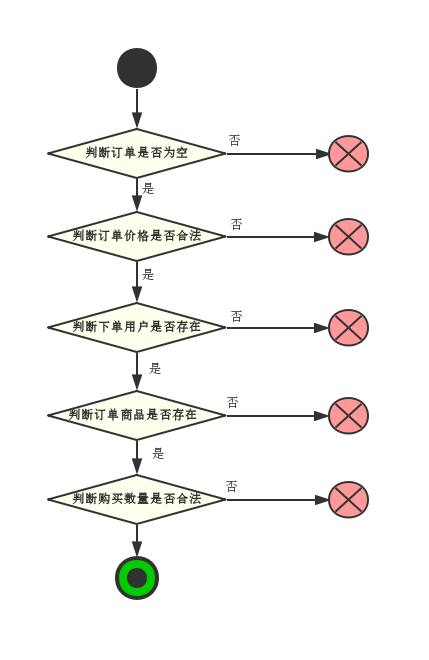 判断订单是否为空
否
是
判断订单价格是否合法
否
是
判断下单用户是否存在
否
是
判断订单商品是否存在
否
是
判断购买数量是否合法
否